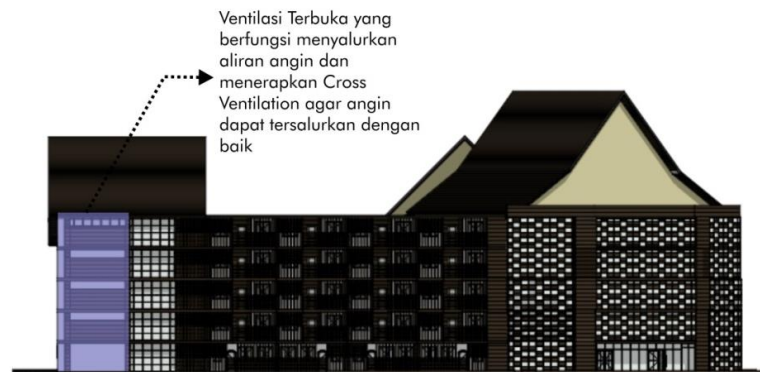 Ventilasi Terbuka yang
berfungsi menyalurkan
aliran angin dan
menerapkan Cross
Ventilation agar angin
dapat tersalurkan dengan
baik